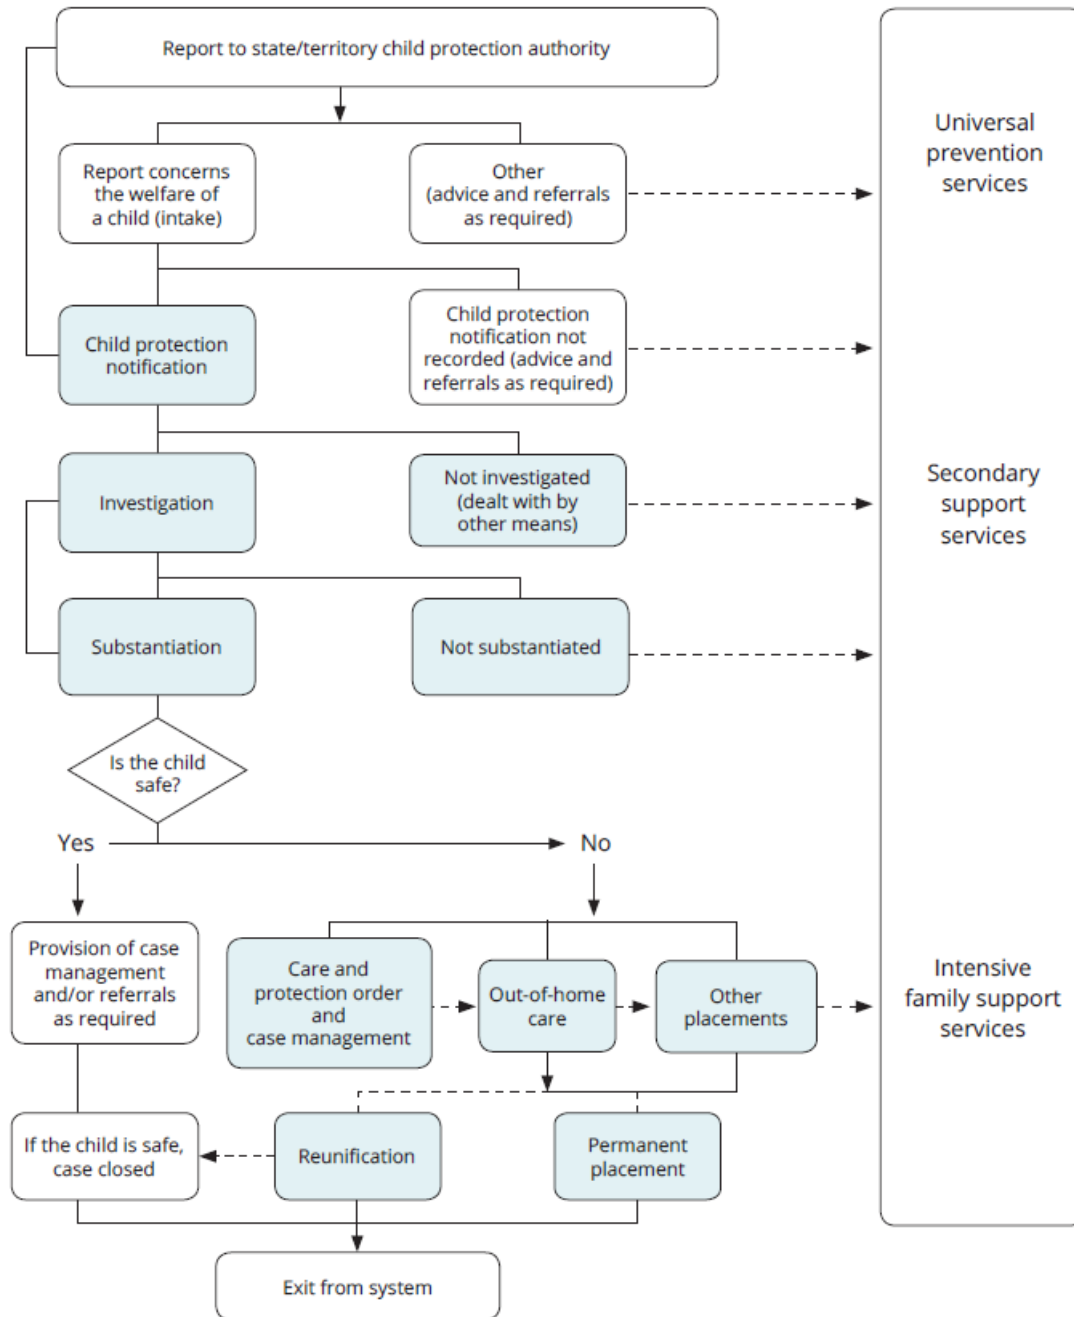 Report to state/territory child protection authority
Report concerns
the welfare of
a child (intake)
Other
(advice and referrals
as required)
Universal
prevention
services
Child protection
notification
Child protection
notification not
recorded (advice and
referrals as required)
Investigation
Not investigated
(dealt with by
other means)
Secondary
support
services
Substantiation
Not substantiated
Is the child
safe?
Yes
No
Provision of case
management
and/or referrals
as required
Care and
protection order
and
case management
Out-of-home
care
Other
placements
Intensive
family support
services
If the child is safe,
case closed
Reunification
Permanent
placement
Exit from system